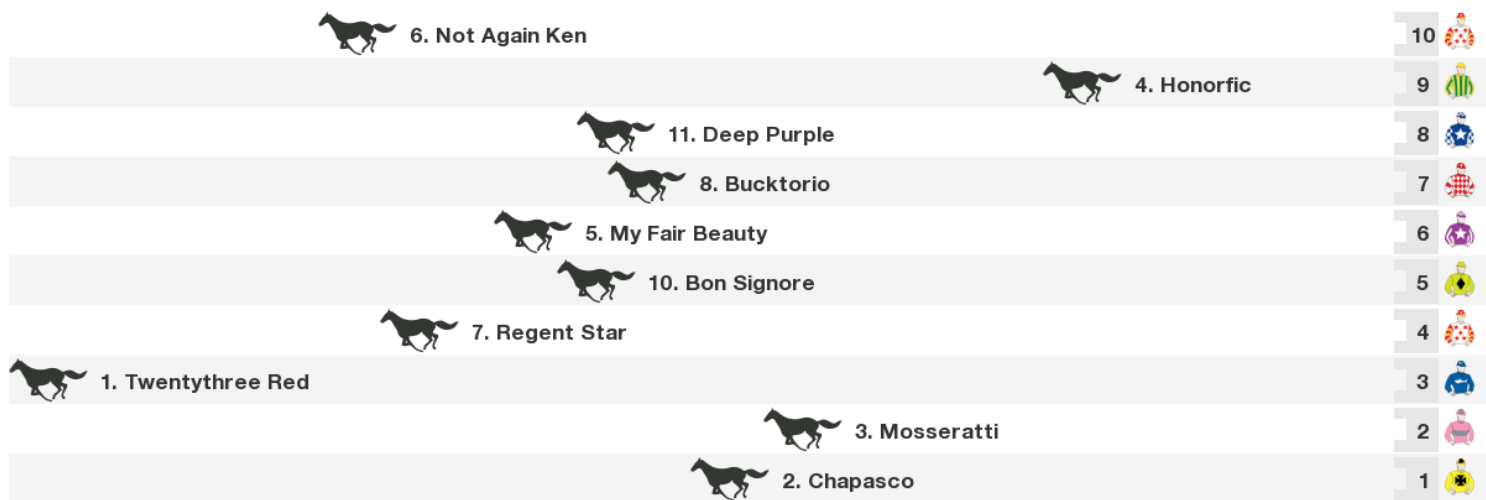 6. Not Again Ken 10
4. Honorfic 9
11. Deep Purple 8
8. Bucktorio 7
5. My Fair Beauty 6
10. Bon Signore 5
7. Regent Star 4
1. Twentythree Red 3
3. Mosseratti 2
2. Chapasco 1